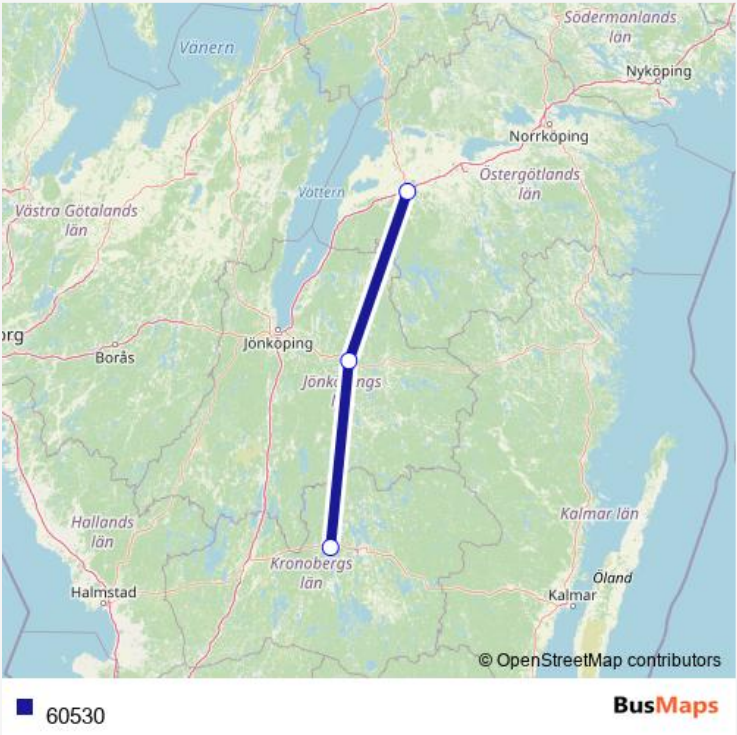 Södermanlands
län
Vänern
Nyköping
Norrköping
Östergötlands
län
Vättern
Västra Götalands
län
org
Jönköping
Borås
Hallands
län
Kalmar län
Kronobergs
län
Öland
Halmstad
Kalmar
© OpenStreetMap contributors
60530
BusMaps